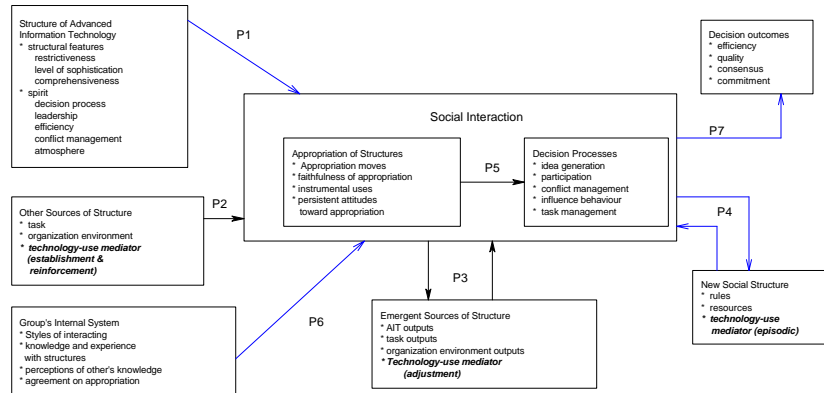 Structure of Advanced
Information Technology
* structural features
restrictiveness
level of sophistication
comprehensiveness
* spirit
decision process
leadership
efficiency
conflict management
atmosphere
P1
Decision outcomes
* efficiency
* quality
* consensus
* commitment
P7
Social Interaction
Appropriation of Structures
* Appropriation moves
* faithfulness of appropriation
* instrumental uses
* persistent attitudes
toward appropriation
P5
Decision Processes
* idea generation
* participation
* conflict management
* influence behaviour
* task management
Other Sources of Structure
* task
* organization environment
* technology-use mediator
(establishment &
reinforcement)
P2
P4
P3
New Social Structure
* rules
* resources
* technology-use
mediator (episodic)
Group's Internal System
* Styles of interacting
* knowledge and experience
with structures
* perceptions of other's knowledge
* agreement on appropriation
P6
Emergent Sources of Structure
* AIT outputs
* task outputs
* organization environment outputs
* Technology-use mediator
(adjustment)